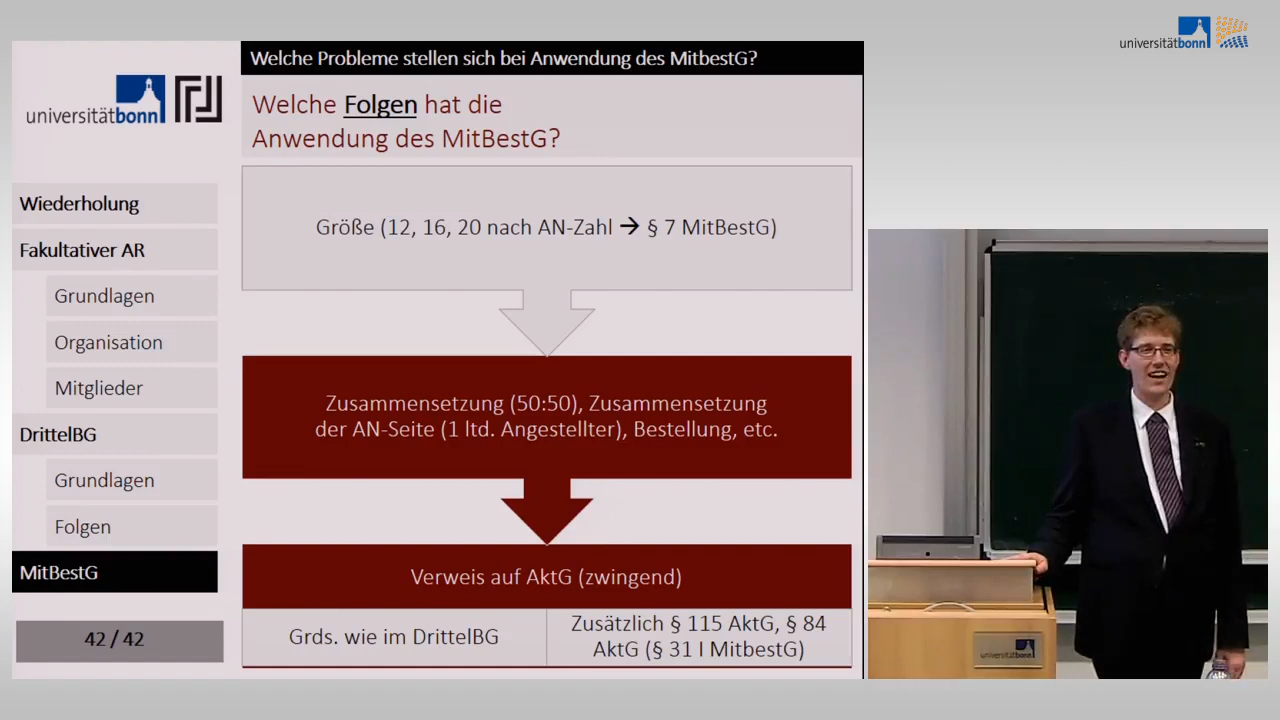 universitätbonn
Welche Probleme stellen sich bei Anwendung des MitbestG?
universitätbonn
Welche Folgen hat die
Anwendung des MitBestG?
Wiederholung
Fakultativer AR
Grundlagen
Organisation
Mitglieder
DrittelBG
Grundlagen
Folgen
MitBestG
42 / 42
Größe (12, 16, 20 nach AN-Zahl → § 7 MitBestG)
Zusammensetzung (50:50), Zusammensetzung
der AN-Seite (1 ltd. Angestellter), Bestellung, etc.
Verweis auf AktG (zwingend)
Grds. wie im DrittelBG
Zusätzlich § 115 AktG, § 84
AktG (§ 31 I MitbestG)
universitätbonn